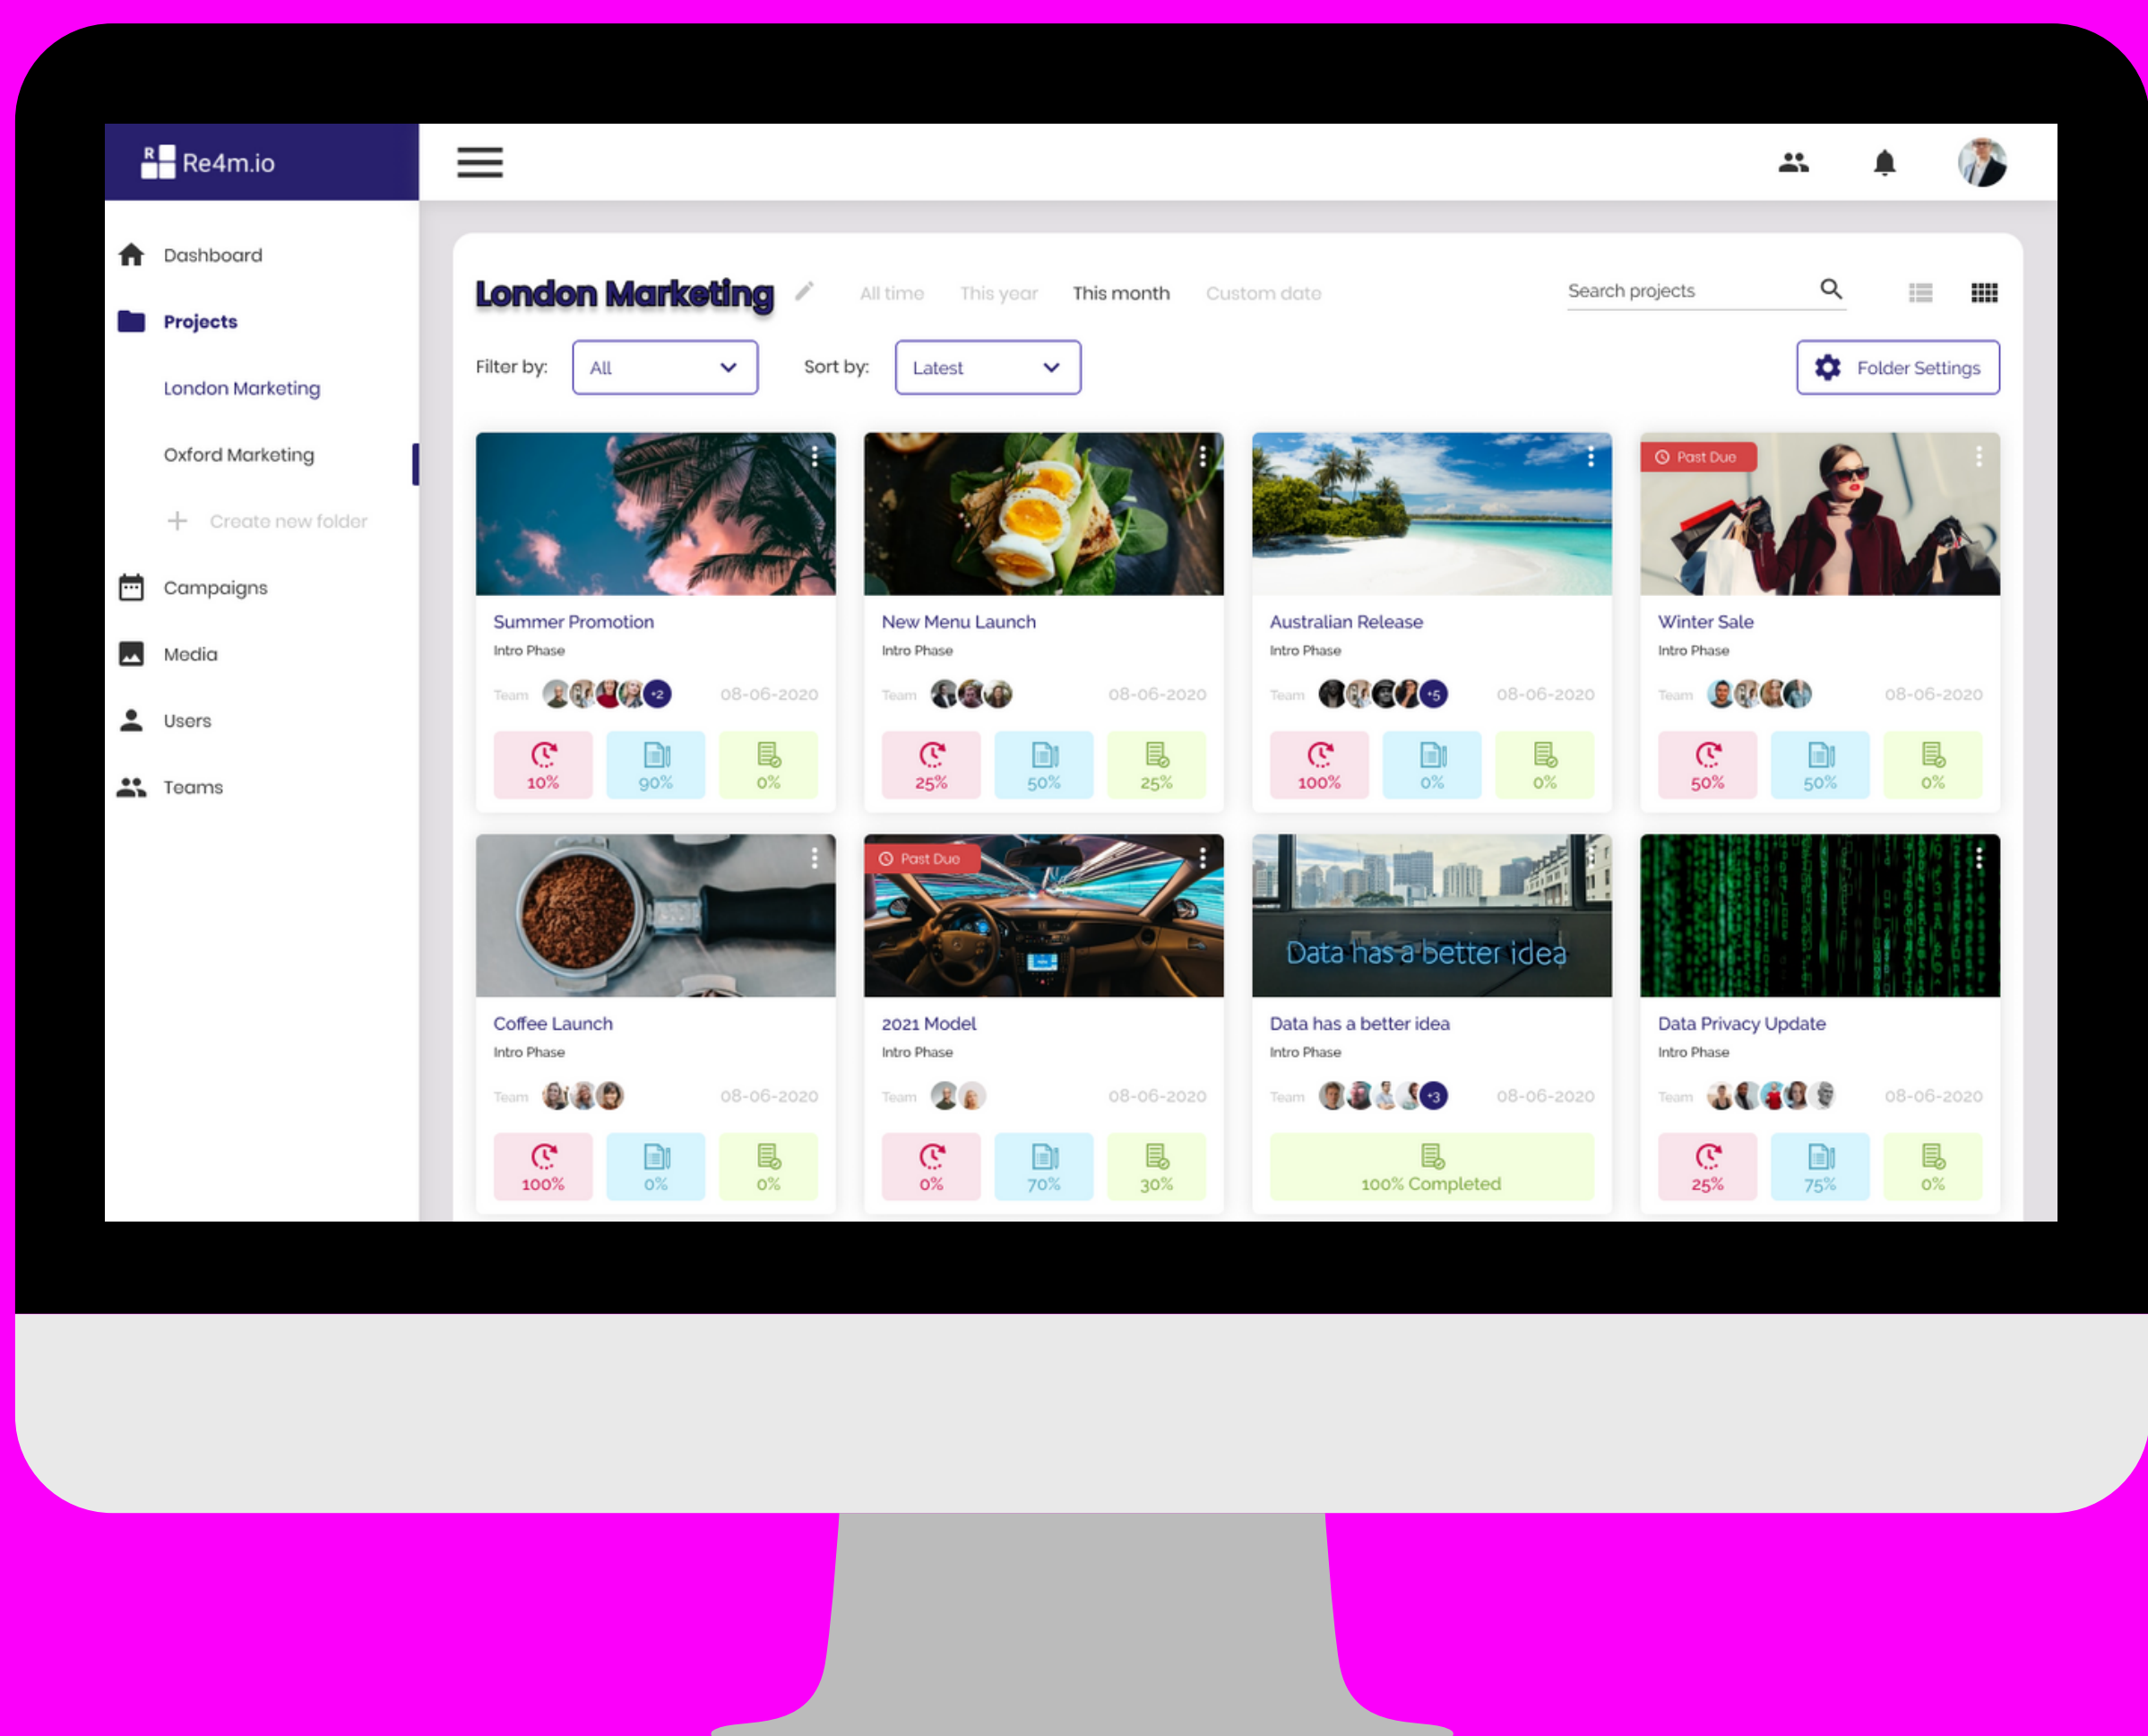 R
Re4m.io
Dashboard
Projects
London Marketing
Oxford Marketing
+ Create new folder
Campaigns
Media
Users
Teams
London Marketing
All time This year This month Custom date
Search projects
Filter by: All Sort by: Latest
Folder Settings
Summer Promotion
Intro Phase
Team +2 08-06-2020
10% 90% 0%
New Menu Launch
Intro Phase
Team 08-06-2020
25% 50% 25%
Australian Release
Intro Phase
Team +5 08-06-2020
100% 0% 0%
Past Due
Winter Sale
Intro Phase
Team 08-06-2020
50% 50% 0%
Coffee Launch
Intro Phase
Team 08-06-2020
100% 0% 0%
Past Due
2021 Model
Intro Phase
Team 08-06-2020
0% 70% 30%
Data has a better idea
Data has a better idea
Intro Phase
Team +3 08-06-2020
100% Completed
Data Privacy Update
Intro Phase
Team 08-06-2020
25% 75% 0%